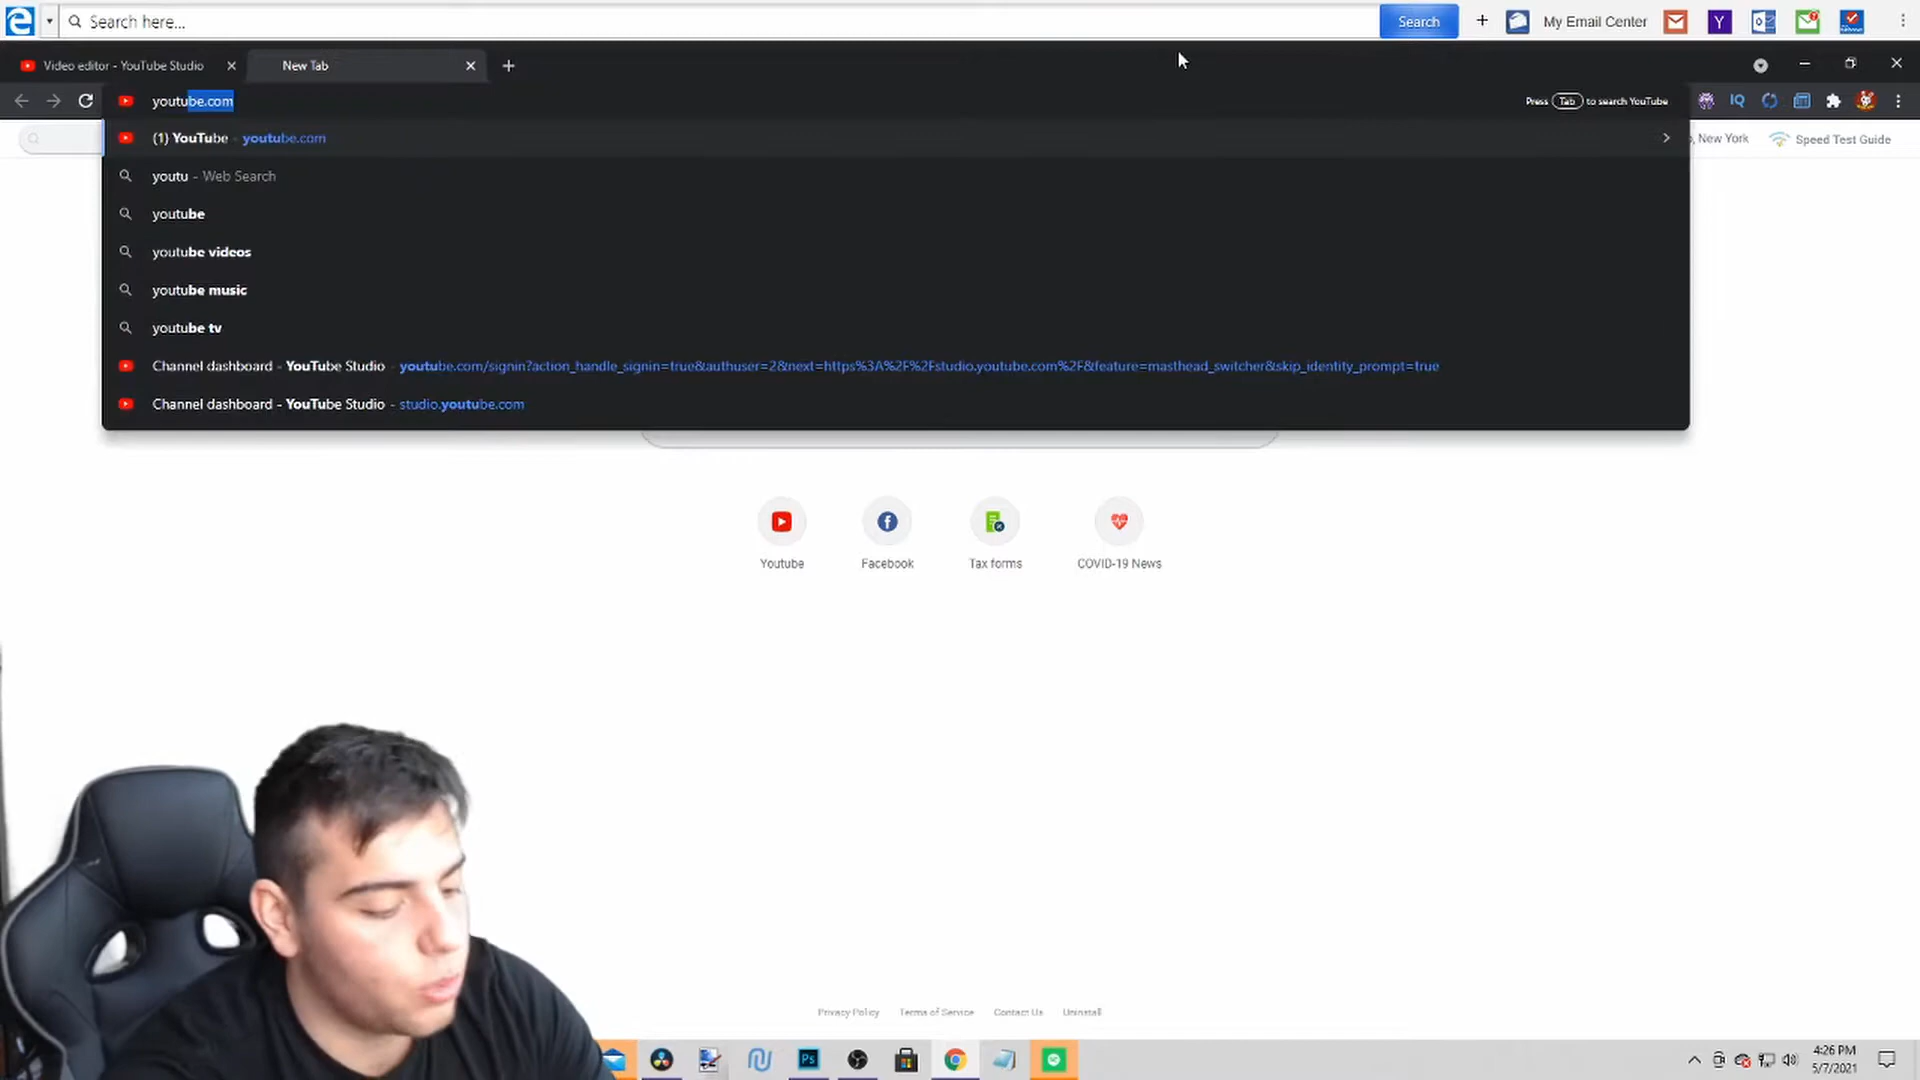 Search here...
Search
My Email Center
Video editor - YouTube Studio
New Tab
youtube.com
Press Tab to search YouTube
(1) YouTube - youtube.com
, New York
Speed Test Guide
youtu - Web Search
youtube
youtube videos
youtube music
youtube tv
Channel dashboard - YouTube Studio - youtube.com/signin?action_handle_signin=true&authuser=2&next=https%3A%2F%2Fstudio.youtube.com%2F&feature=masthead_switcher&skip_identity_prompt=true
Channel dashboard - YouTube Studio - studio.youtube.com
Youtube
Facebook
Tax forms
COVID-19 News
Privacy Policy
Terms of Service
Contact Us
Uninstall
Ps
4:26 PM
5/7/2021